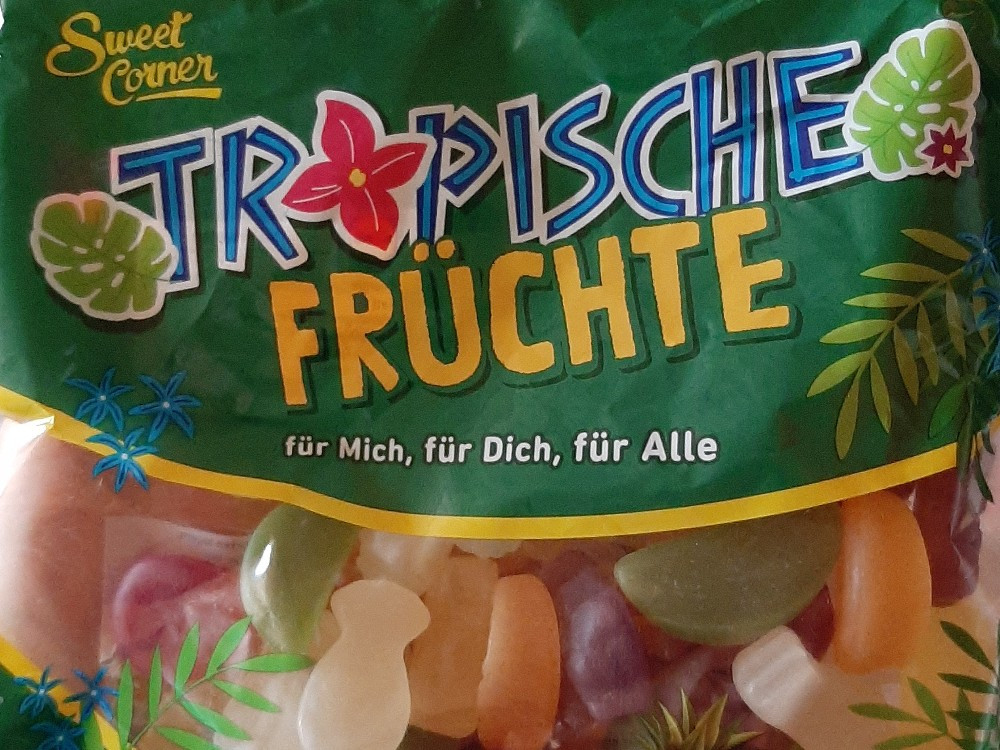 Sweet
Corner
TROPISCHE
FRÜCHTE
für Mich, für Dich, für Alle